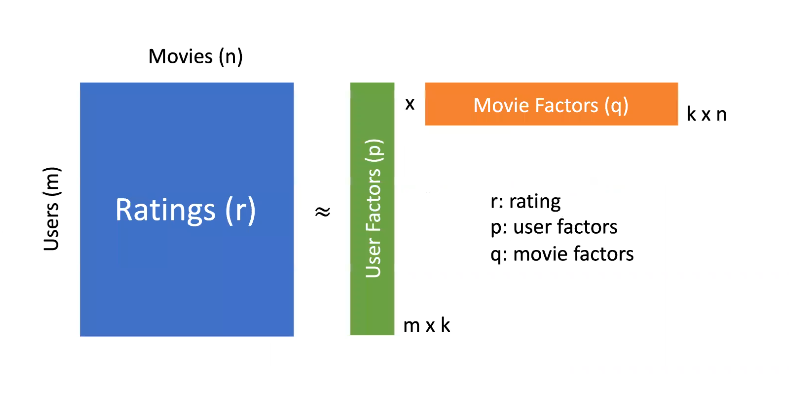 Movies (n)
Users (m)
Ratings (r)
≈
User Factors (p)
m x k
x
Movie Factors (q)
k x n
r: rating
p: user factors
q: movie factors